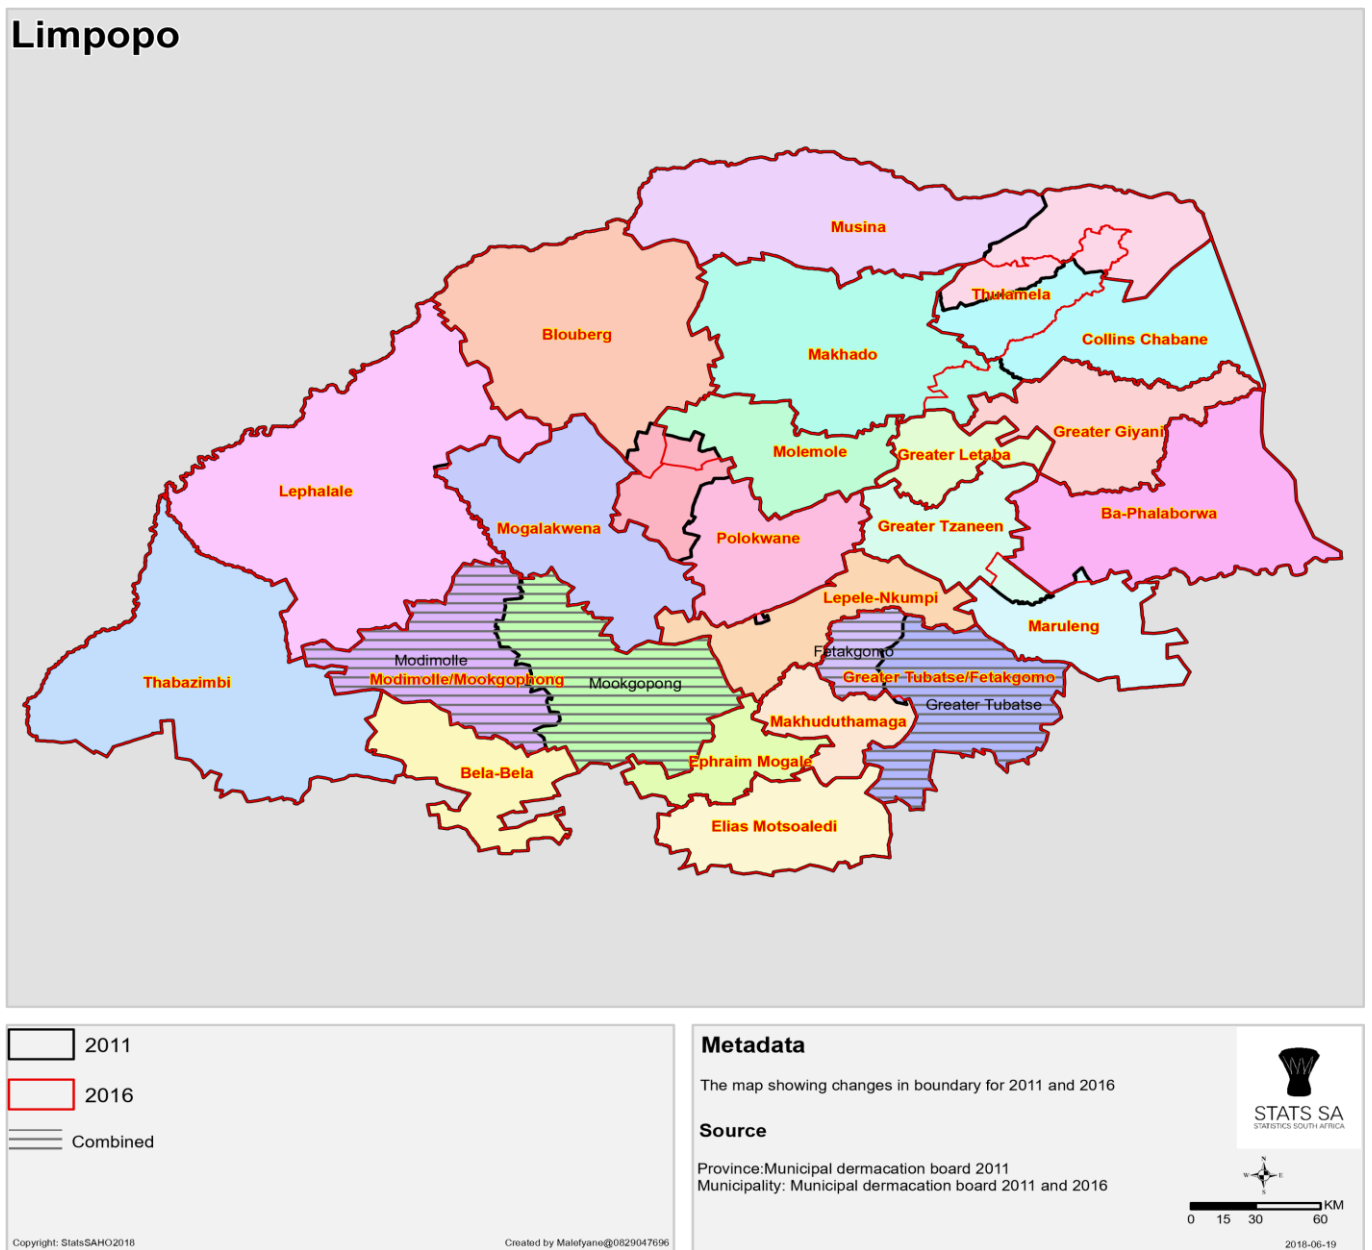 Limpopo
Musina
Thulamela
Blouberg
Collins Chabane
Makhado
Greater Giyani
Molemole
Greater Letaba
Lephalale
Ba-Phalaborwa
Mogalakwena
Greater Tzaneen
Polokwane
Lepele-Nkumpi
Maruleng
Fetakgomo
Modimolle
Modimolle/Mookgophong
Greater Tubatse/Fetakgomo
Thabazimbi
Mookgopong
Greater Tubatse
Makhuduthamaga
Ephraim Mogale
Bela-Bela
Elias Motsoaledi
2011
2016
Combined
Copyright: StatsSAHO2018
Created by Malefyane@0829047696
Metadata
The map showing changes in boundary for 2011 and 2016
Source
Province:Municipal dermacation board 2011
Municipality: Municipal dermacation board 2011 and 2016
STATS SA
STATISTICS SOUTH AFRICA
N
W E
S
KM
0 15 30 60
2018-06-19